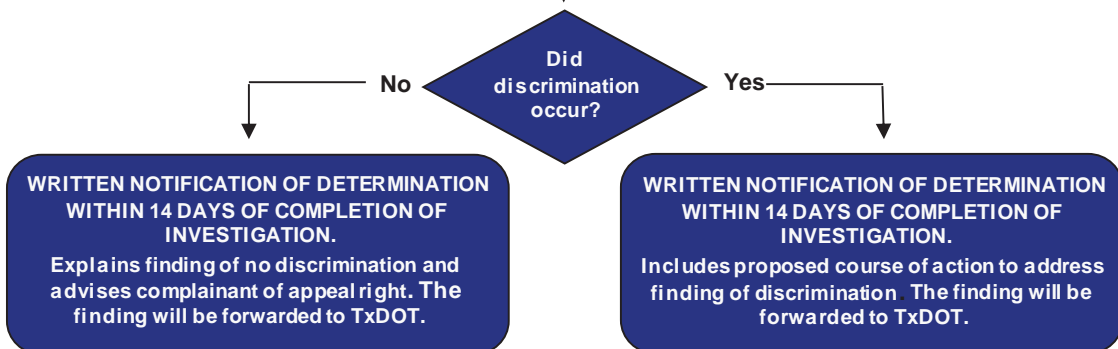 Did
discrimination
occur?
No
Yes
WRITTEN NOTIFICATION OF DETERMINATION
WITHIN 14 DAYS OF COMPLETION OF
INVESTIGATION.
Explains finding of no discrimination and
advises complainant of appeal right. The
finding will be forwarded to TxDOT.
WRITTEN NOTIFICATION OF DETERMINATION
WITHIN 14 DAYS OF COMPLETION OF
INVESTIGATION.
Includes proposed course of action to address
finding of discrimination. The finding will be
forwarded to TxDOT.